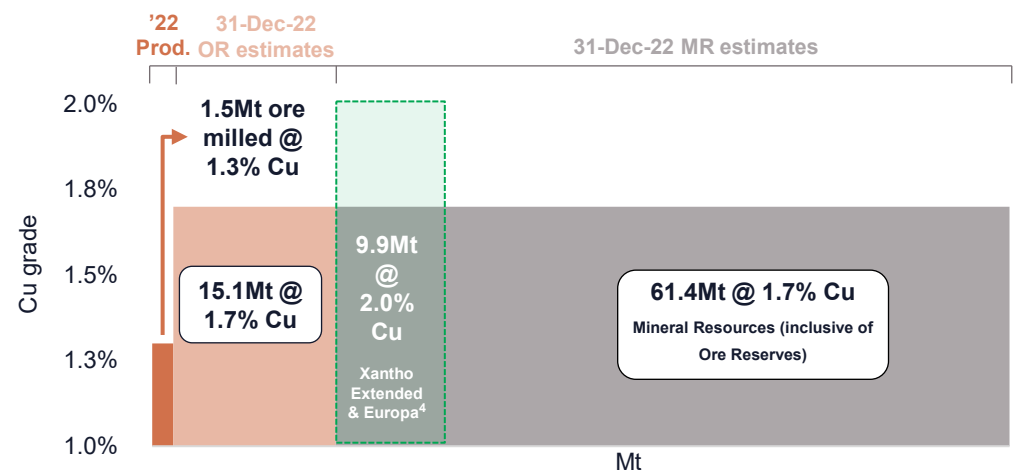 ’22
Prod.
31-Dec-22
OR estimates
31-Dec-22 MR estimates
Cu grade
2.0%
1.8%
1.5%
1.3%
1.0%
1.5Mt ore
milled @
1.3% Cu
15.1Mt @
1.7% Cu
9.9Mt
@
2.0%
Cu
Xantho
Extended
& Europa⁴
61.4Mt @ 1.7% Cu
Mineral Resources (inclusive of
Ore Reserves)
Mt